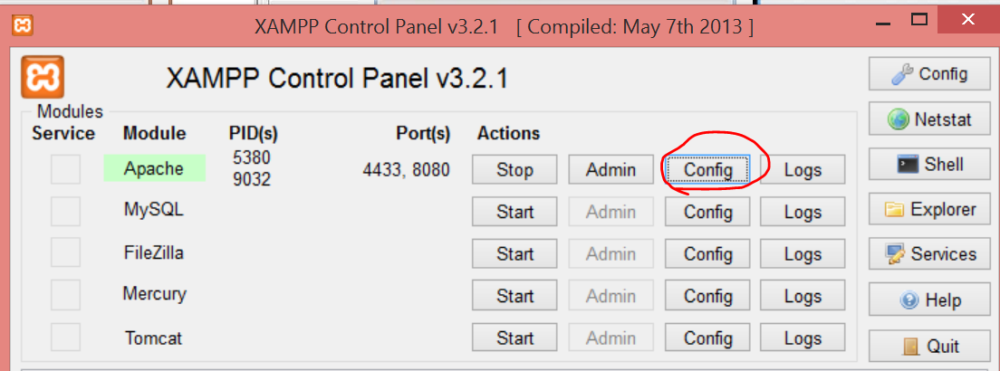 XAMPP Control Panel v3.2.1 [ Compiled: May 7th 2013 ]
XAMPP Control Panel v3.2.1
Config
Modules
Service Module PID(s) Port(s) Actions
Netstat
Apache 5380 9032 4433, 8080 Stop Admin Config Logs
Shell
MySQL Start Admin Config Logs
Explorer
FileZilla Start Admin Config Logs
Services
Mercury Start Admin Config Logs
Help
Tomcat Start Admin Config Logs
Quit